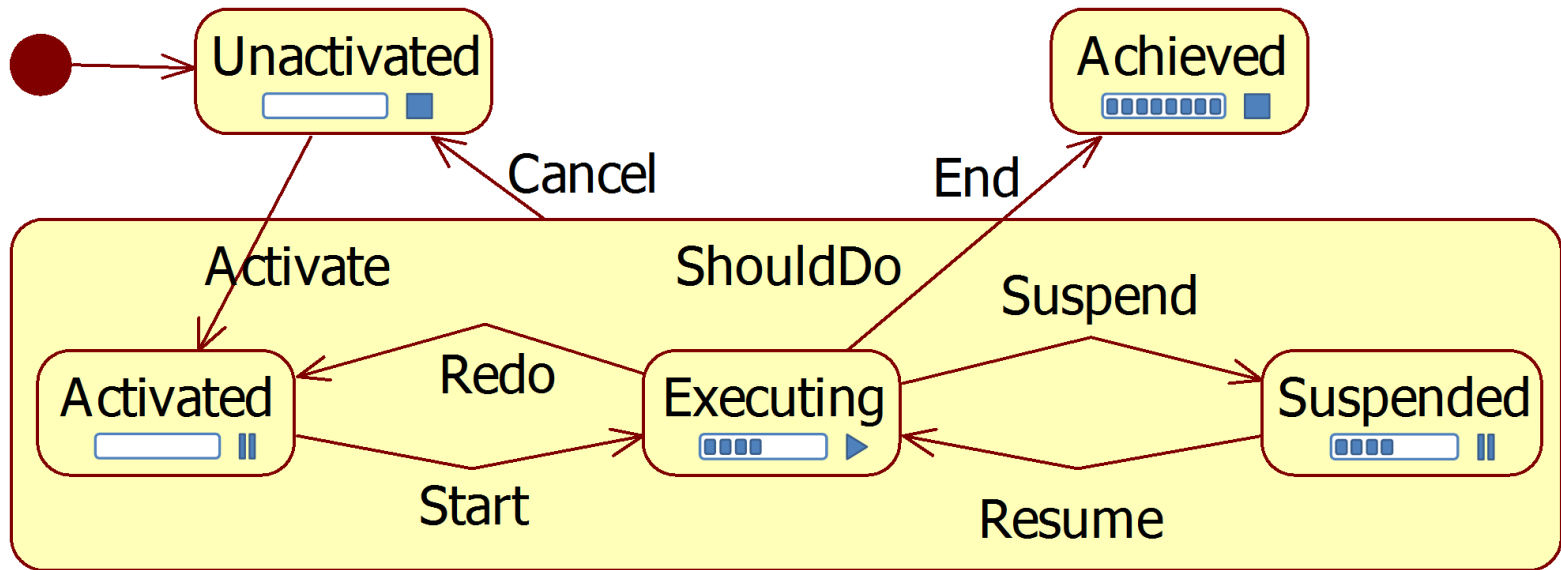 Unactivated
Achieved
Cancel
End
Activate
ShouldDo
Suspend
Redo
Activated
Executing
Suspended
Start
Resume